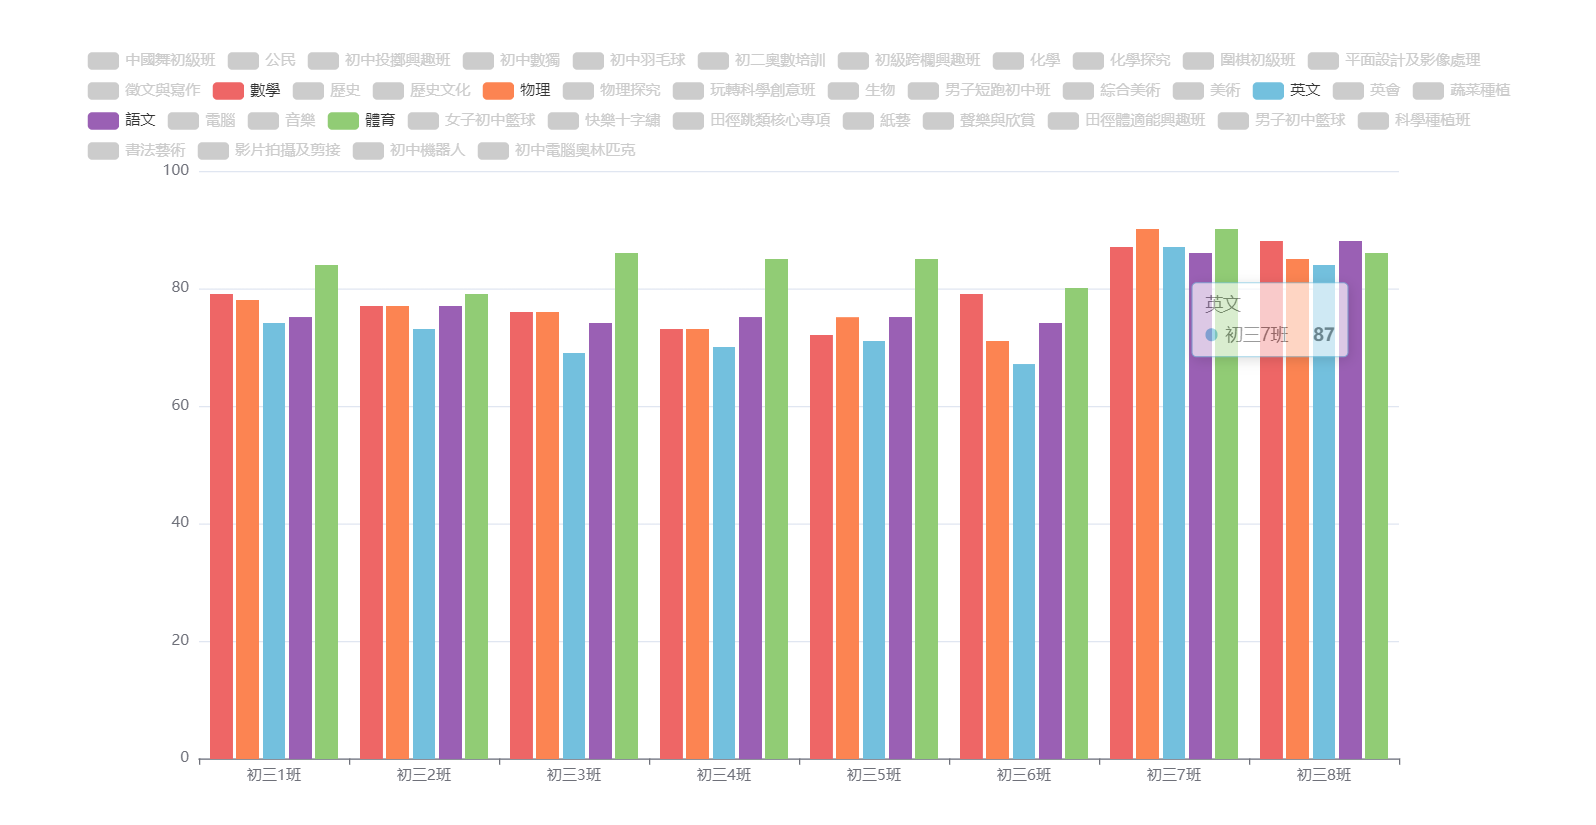 中國舞初級班 公民 初中投擲興趣班 初中數獨 初中羽毛球 初二奧數培訓 初級跨欄興趣班 化學 化學探究 圍棋初級班 平面設計及影像處理
徵文與寫作 數學 歷史 歷史文化 物理 物理探究 玩轉科學創意班 生物 男子短跑初中班 綜合美術 美術 英文 英會 蔬菜種植
語文 電腦 音樂 體育 女子初中籃球 快樂十字繡 田徑跳類核心專項 紙藝 聲樂與欣賞 田徑體適能興趣班 男子初中籃球 科學種植班
書法藝術 影片拍攝及剪接 初中機器人 初中電腦奧林匹克
100
80
60
40
20
0
英文
初三7班 87
初三1班 初三2班 初三3班 初三4班 初三5班 初三6班 初三7班 初三8班